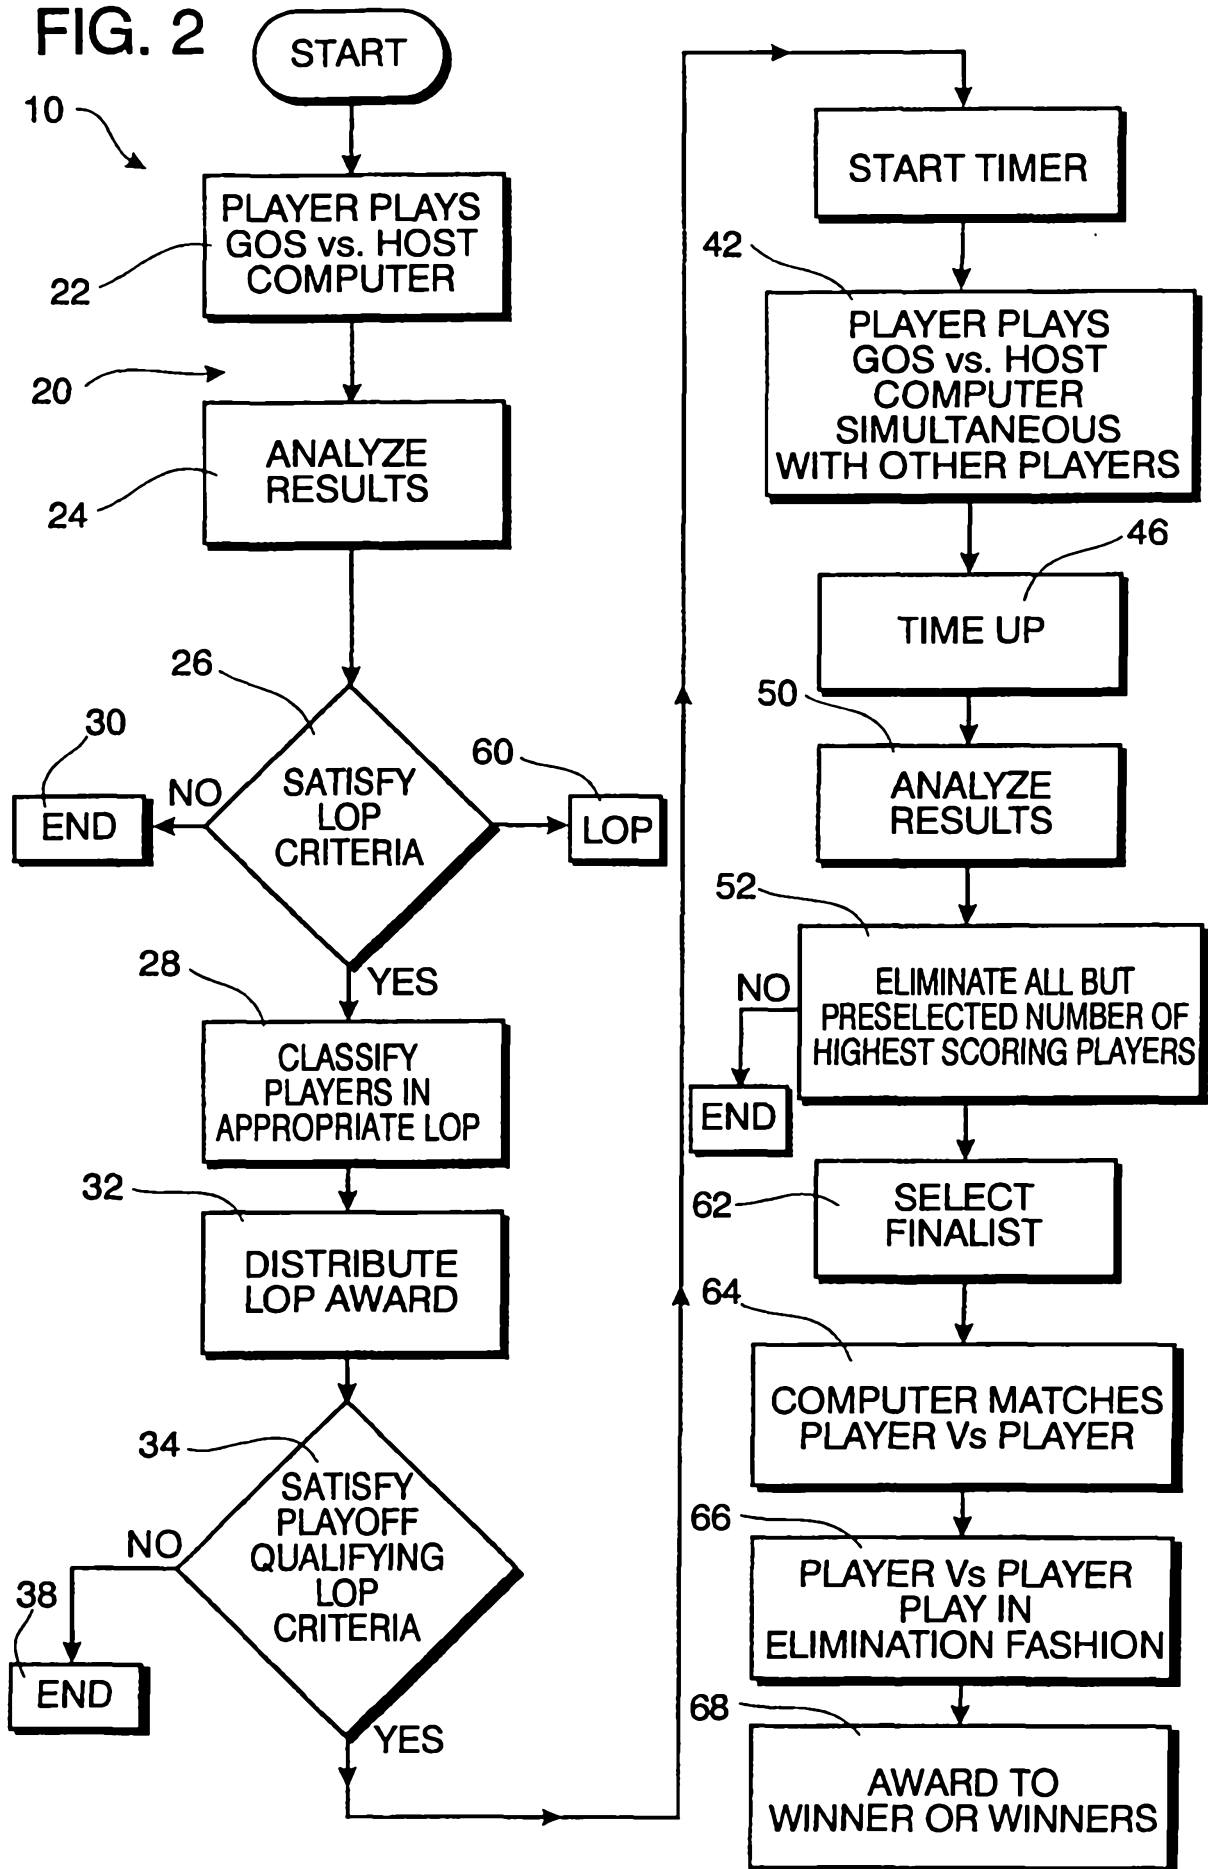 FIG. 2
START
10
PLAYER PLAYS
GOS vs. HOST
COMPUTER
22
20
ANALYZE
RESULTS
24
26
30
NO
END
SATISFY
LOP
CRITERIA
60
LOP
YES
28
CLASSIFY
PLAYERS IN
APPROPRIATE LOP
32
DISTRIBUTE
LOP AWARD
34
SATISFY
PLAYOFF
QUALIFYING
LOP
CRITERIA
NO
38
END
YES
START TIMER
42
PLAYER PLAYS
GOS vs. HOST
COMPUTER
SIMULTANEOUS
WITH OTHER PLAYERS
46
TIME UP
50
ANALYZE
RESULTS
52
ELIMINATE ALL BUT
PRESELECTED NUMBER OF
HIGHEST SCORING PLAYERS
NO
END
62
SELECT
FINALIST
64
COMPUTER MATCHES
PLAYER Vs PLAYER
66
PLAYER Vs PLAYER
PLAY IN
ELIMINATION FASHION
68
AWARD TO
WINNER OR WINNERS